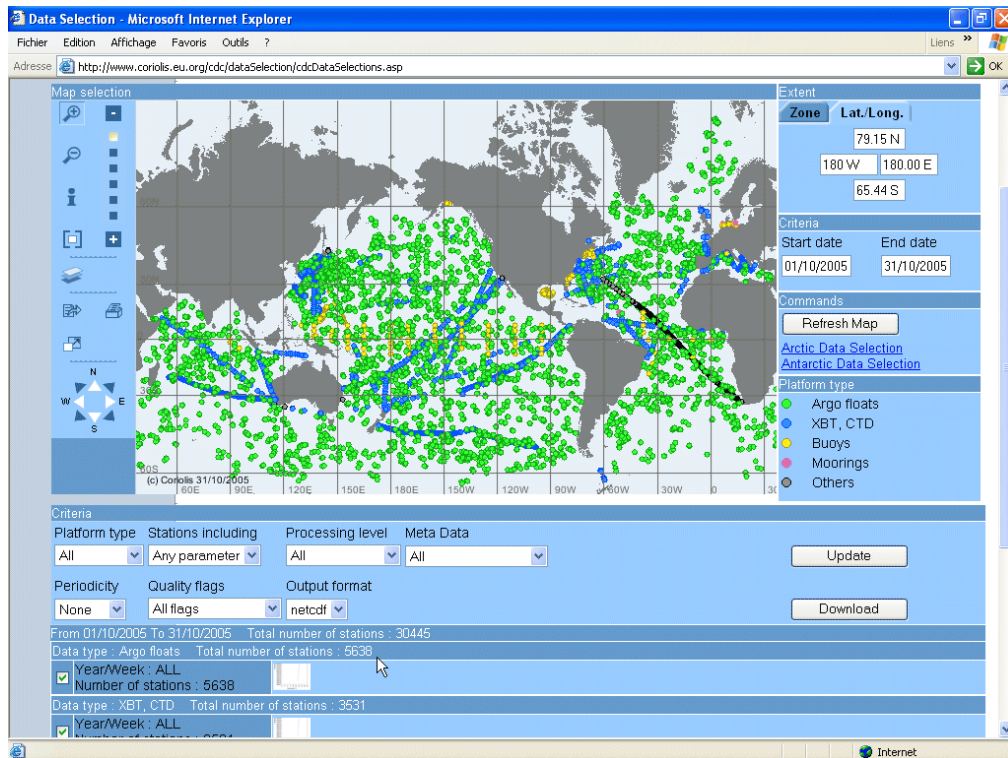 Data Selection - Microsoft Internet Explorer
Fichier Edition Affichage Favoris Outils ?
Liens »
Adresse http://www.coriolis.eu.org/cdc/dataSelection/cdcDataSelections.asp OK
Map selection
Extent
Zone Lat./Long.
79.15 N
180 W 180.00 E
65.44 S
Criteria
Start date End date
01/10/2005 31/10/2005
Commands
Refresh Map
Arctic Data Selection
Antarctic Data Selection
Platform type
Argo floats
XBT, CTD
Buoys
Moorings
Others
N
W E
S
(c) Coriolis 31/10/2005
60E 90E 120E 150E 180E 150W 120W 90W 60W 30W 0 30
Criteria
Platform type Stations including Processing level Meta Data
All Any parameter All All Update
Periodicity Quality flags Output format
None All flags netcdf Download
From 01/10/2005 To 31/10/2005 Total number of stations : 30445
Data type : Argo floats Total number of stations : 5638
Year/Week : ALL
Number of stations : 5638
Data type : XBT, CTD Total number of stations : 3531
Year/Week : ALL
Internet